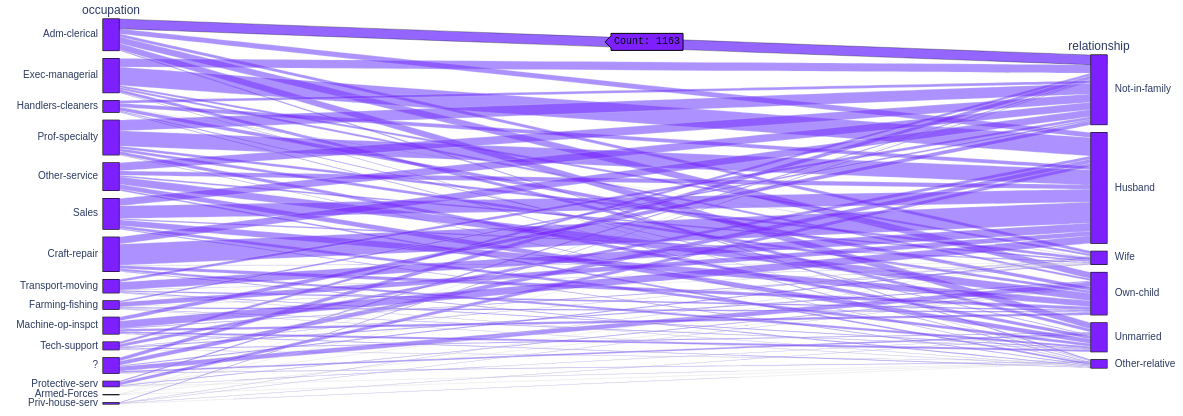 occupation
Adm-clerical
Exec-managerial
Handlers-cleaners
Prof-specialty
Other-service
Sales
Craft-repair
Transport-moving
Farming-fishing
Machine-op-inspct
Tech-support
?
Protective-serv
Armed-Forces
Priv-house-serv
Count: 1163
relationship
Not-in-family
Husband
Wife
Own-child
Unmarried
Other-relative